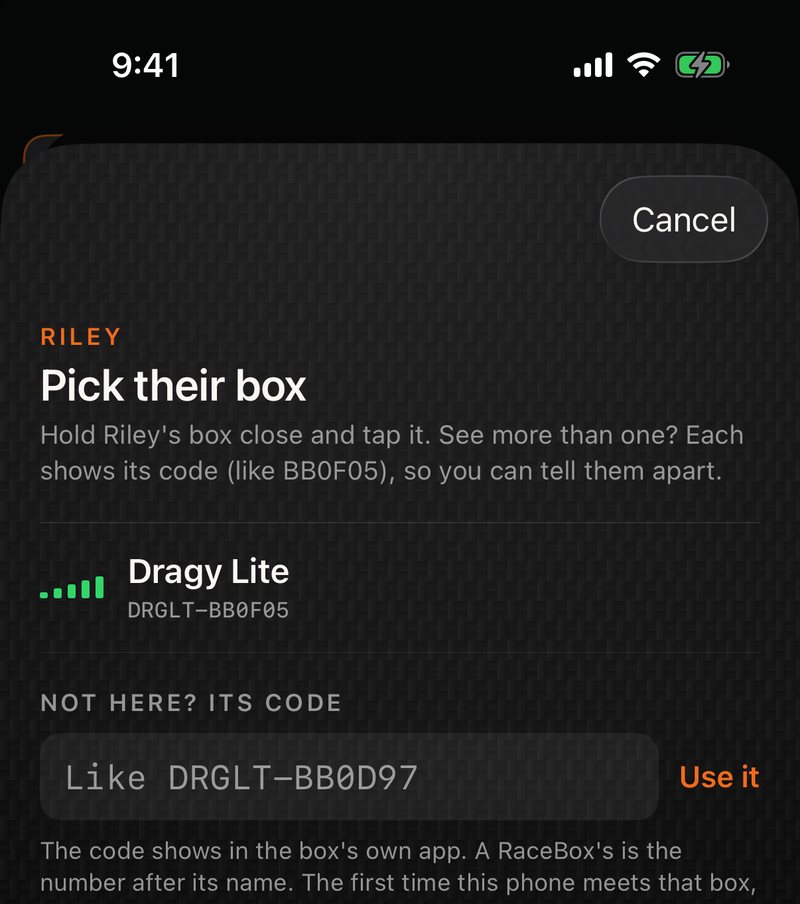 9:41
Cancel
RILEY
Pick their box
Hold Riley's box close and tap it. See more than one? Each
shows its code (like BB0F05), so you can tell them apart.
Dragy Lite
DRGLT–BB0F05
NOT HERE? ITS CODE
Like DRGLT–BB0D97
Use it
The code shows in the box's own app. A RaceBox's is the
number after its name. The first time this phone meets that box,